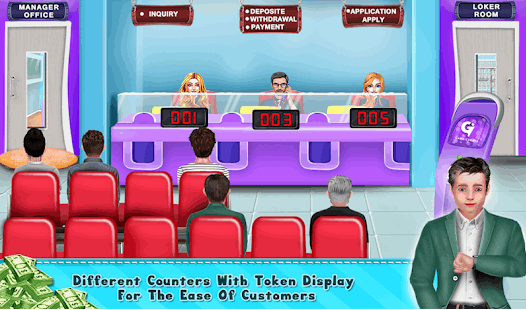 MANAGER
OFFICE
INQUIRY
DEPOSITE
WITHDRAWAL
PAYMENT
APPLICATION
APPLY
LOKER
ROOM
001
003
005
G
Different Counters With Token Display
For The Ease Of Customers